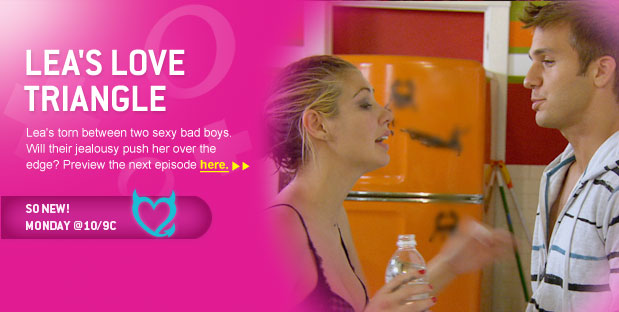 LEA'S LOVE
TRIANGLE
Lea's torn between two sexy bad boys.
Will their jealousy push her over the
edge? Preview the next episode here.
SO NEW!
MONDAY @10/9C